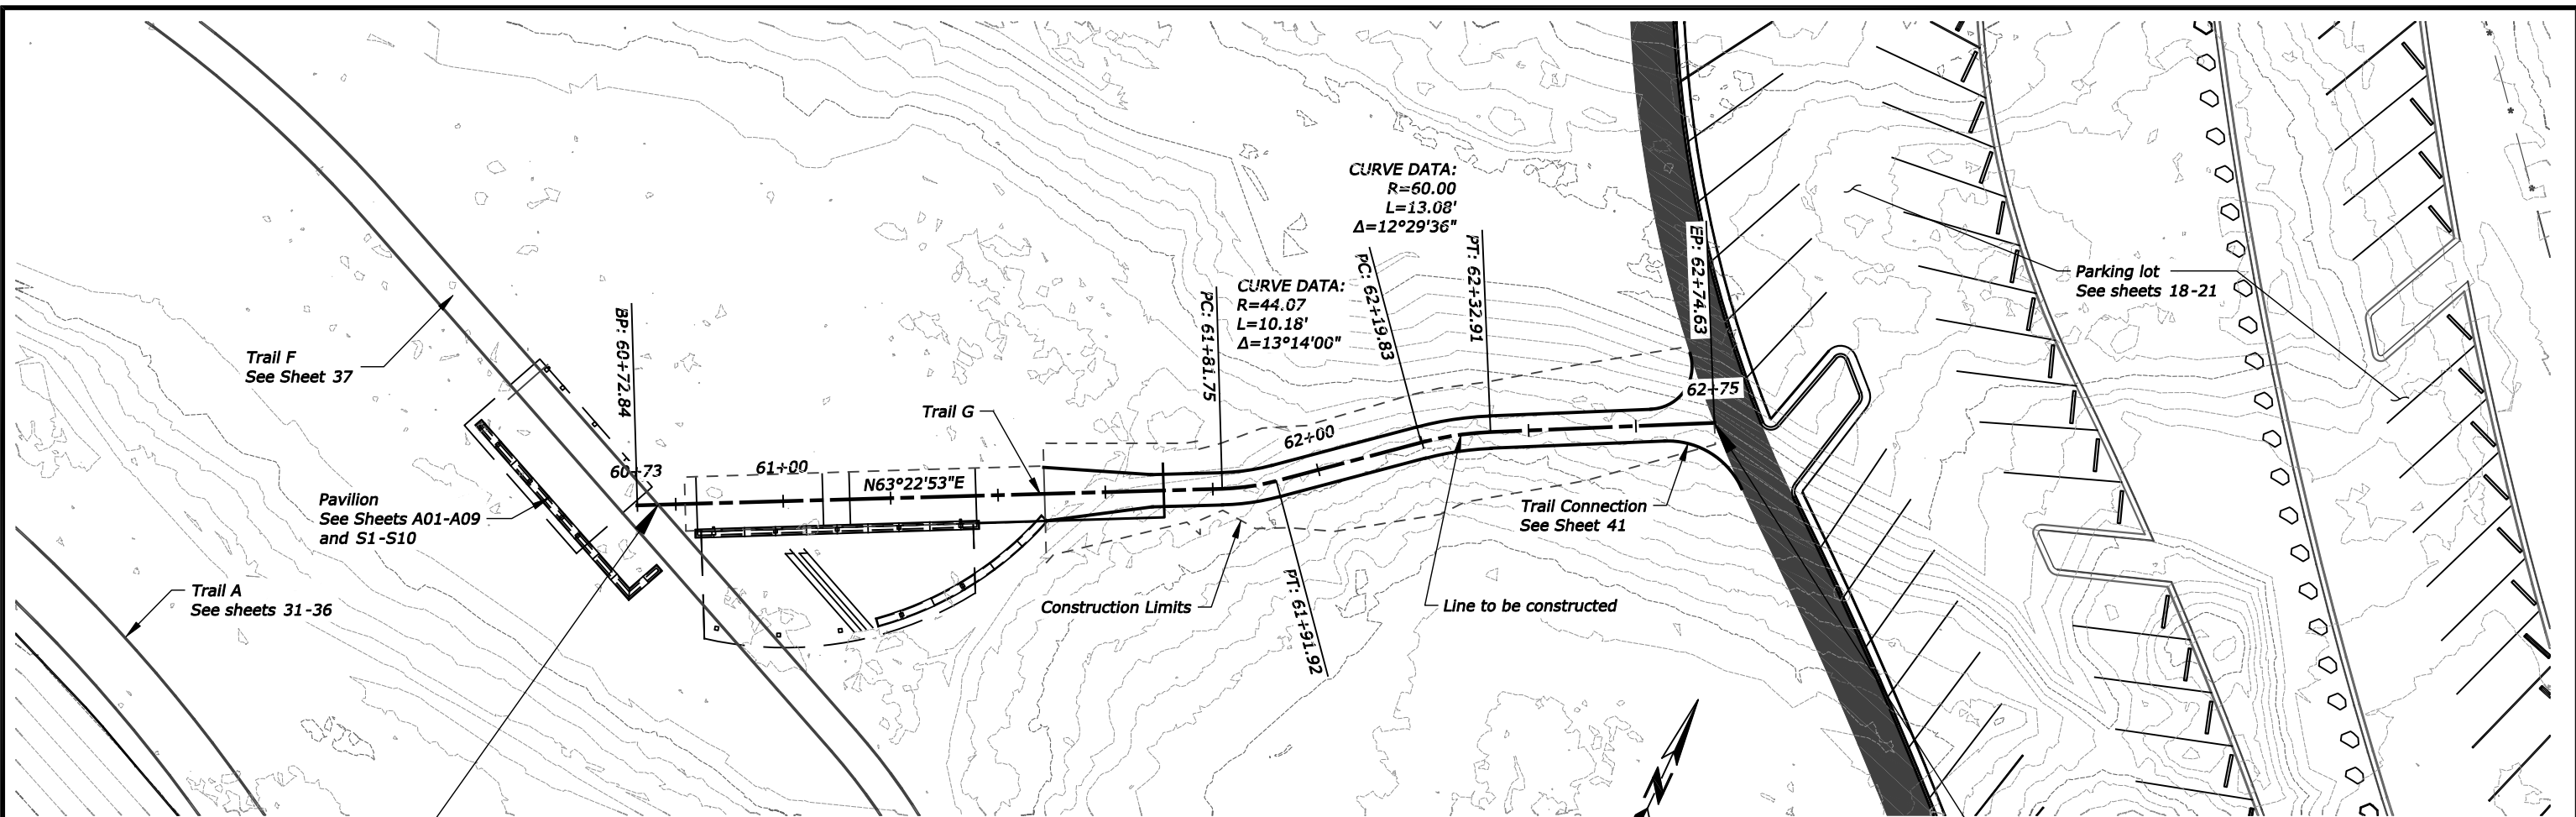 CURVE DATA:
R=60.00
L=13.08'
Δ=12°29'36"
CURVE DATA:
R=44.07
L=10.18'
Δ=13°14'00"
PC: 62+19.83
PT: 62+32.91
EP: 62+74.63
Parking lot
See sheets 18-21
BP: 60+72.84
PC: 61+81.75
Trail F
See Sheet 37
62+75
Trail G
62+00
60+73
61+00
N63°22'53"E
Pavilion
See Sheets A01-A09
and S1-S10
Trail Connection
See Sheet 41
Trail A
See sheets 31-36
Construction Limits
PT: 61+91.92
Line to be constructed
N